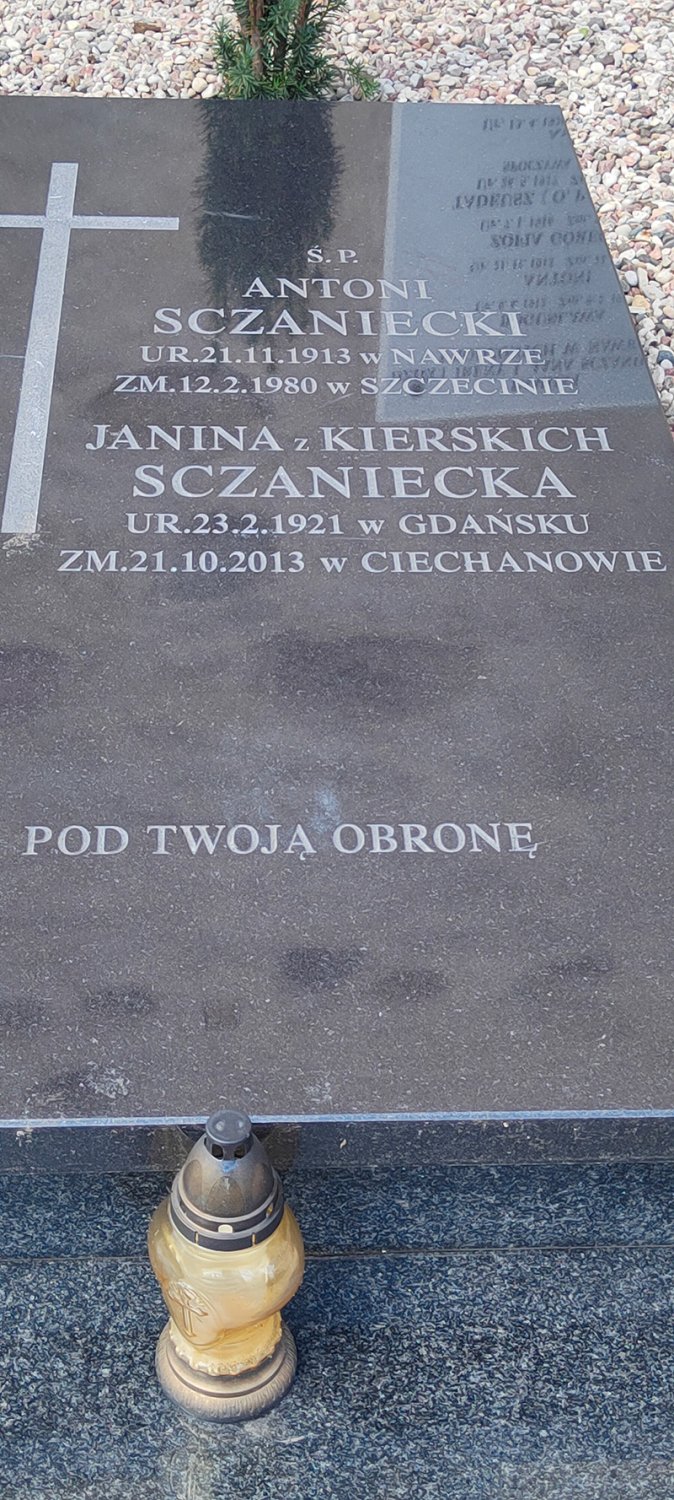 Ś. P.
ANTONI
SCZANIECKI
UR.21.11.1913 w NAWRZE
ZM.12.2.1980 w SZCZECINIE
JANINA z KIERSKICH
SCZANIECKA
UR.23.2.1921 w GDAŃSKU
ZM.21.10.2013 w CIECHANOWIE
POD TWOJĄ OBRONĘ